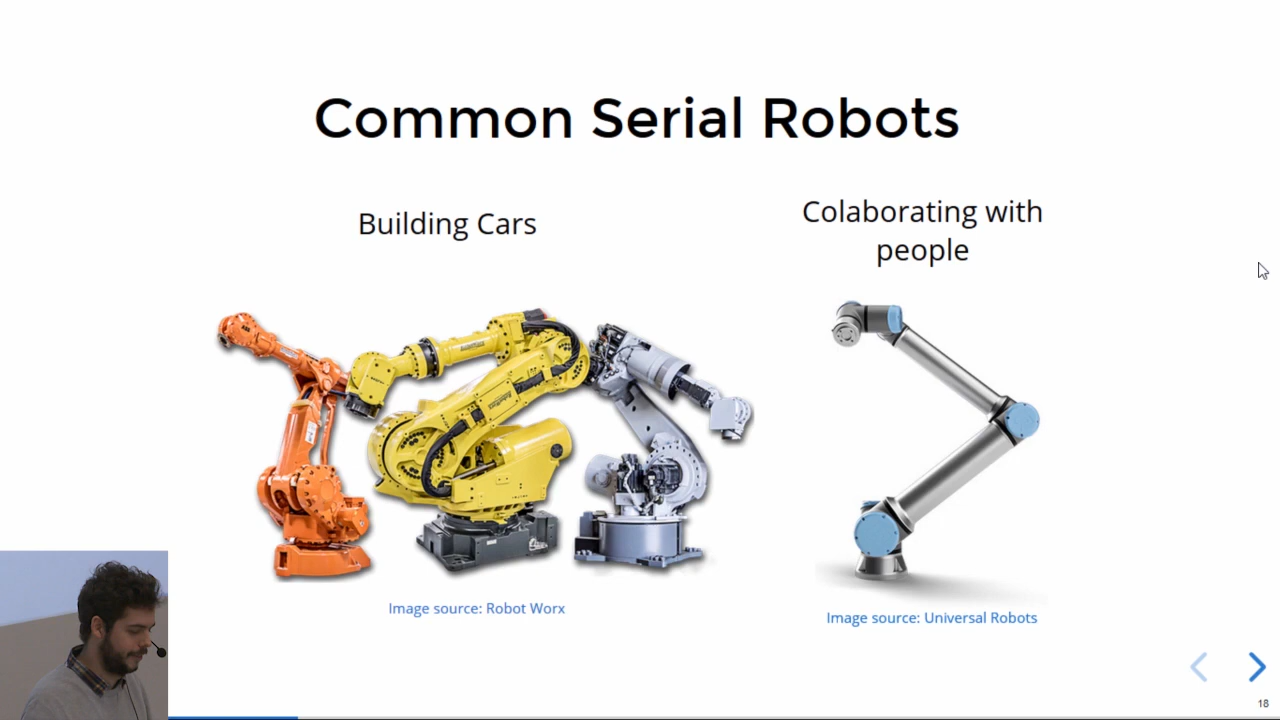 Common Serial Robots
Building Cars
Colaborating with
people
Image source: Robot Worx
Image source: Universal Robots
18